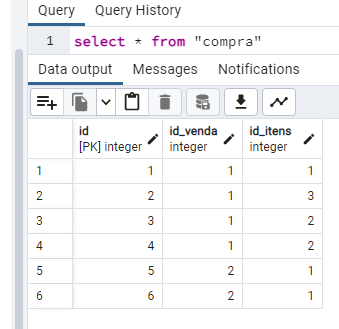 Query Query History
1 select * from "compra"
Data output Messages Notifications
id id_venda id_itens
[PK] integer integer integer
1 1 1 1
2 2 1 3
3 3 1 2
4 4 1 2
5 5 2 1
6 6 2 1